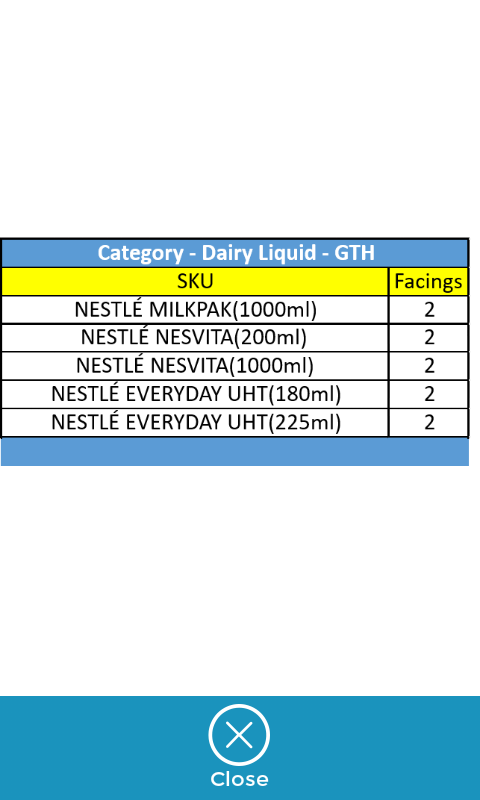 Category - Dairy Liquid - GTH
SKU Facings
NESTLÉ MILKPAK(1000ml) 2
NESTLÉ NESVITA(200ml) 2
NESTLÉ NESVITA(1000ml) 2
NESTLÉ EVERYDAY UHT(180ml) 2
NESTLÉ EVERYDAY UHT(225ml) 2
Close